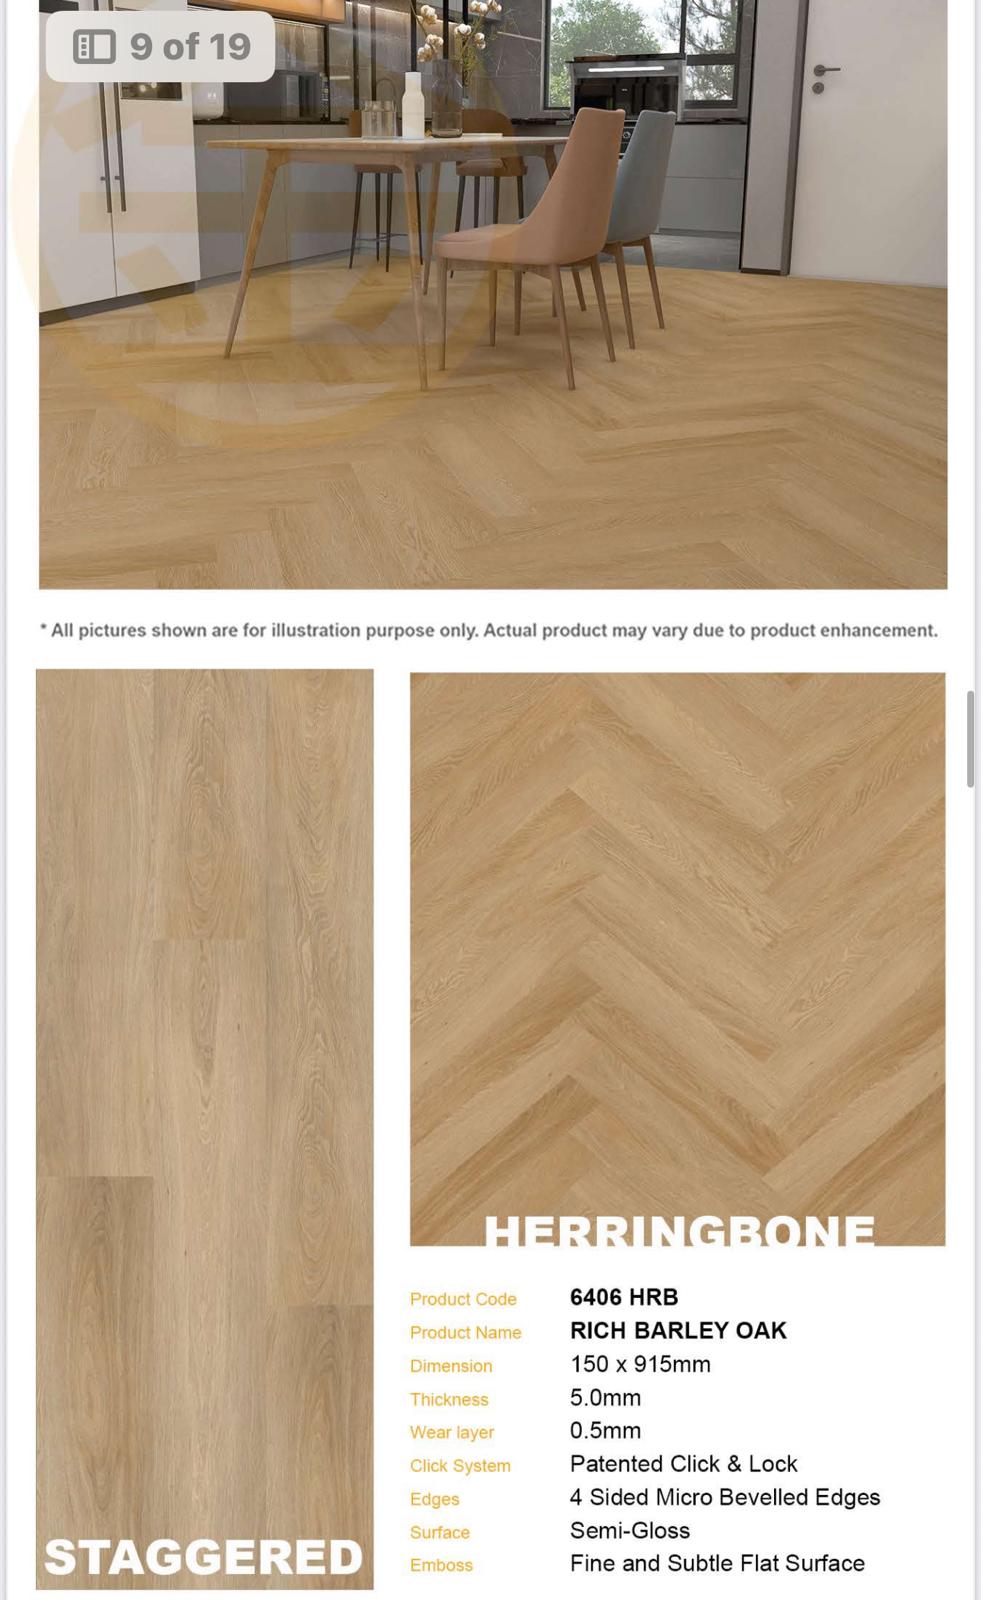 9 of 19
* All pictures shown are for illustration purpose only. Actual product may vary due to product enhancement.
STAGGERED
HERRINGBONE
Product Code 6406 HRB
Product Name RICH BARLEY OAK
Dimension 150 x 915mm
Thickness 5.0mm
Wear layer 0.5mm
Click System Patented Click & Lock
Edges 4 Sided Micro Bevelled Edges
Surface Semi-Gloss
Emboss Fine and Subtle Flat Surface